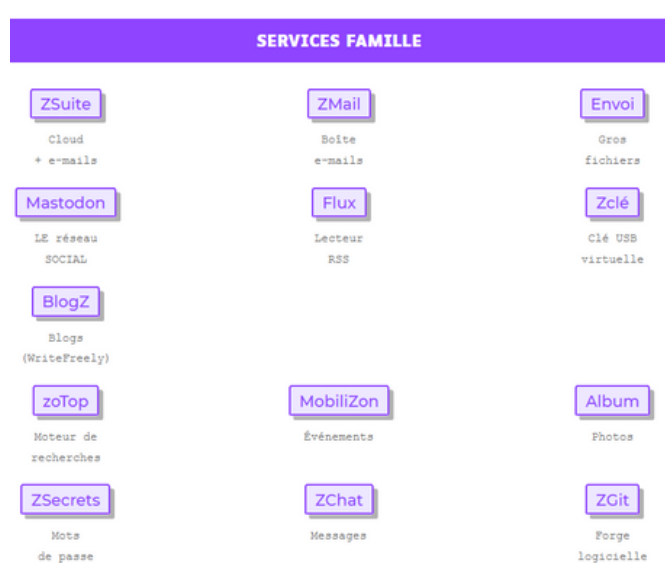 SERVICES FAMILLE
ZSuite
Cloud
+ e-mails
ZMail
Boîte
e-mails
Envoi
Gros
fichiers
Mastodon
LE réseau
SOCIAL
Flux
Lecteur
RSS
Zclé
Clé USB
virtuelle
BlogZ
Blogs
(WriteFreely)
zoTop
Moteur de
recherches
MobiliZon
Événements
Album
Photos
ZSecrets
Mots
de passe
ZChat
Messages
ZGit
Forge
logicielle